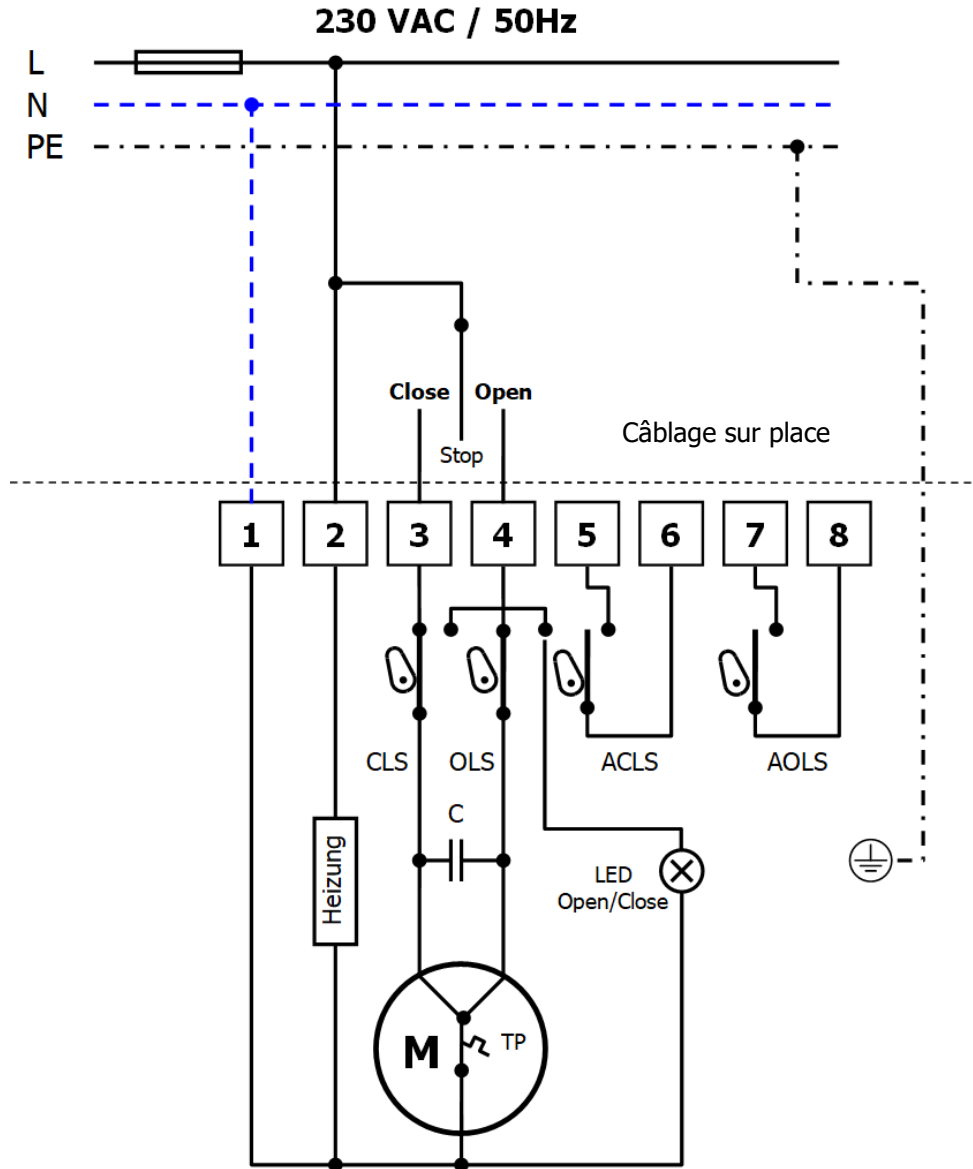 230 VAC / 50Hz
L
N
PE
Close Open
Stop
Câblage sur place
1 2 3 4 5 6 7 8
CLS OLS ACLS AOLS
C
Heizung
LED
Open/Close
M TP